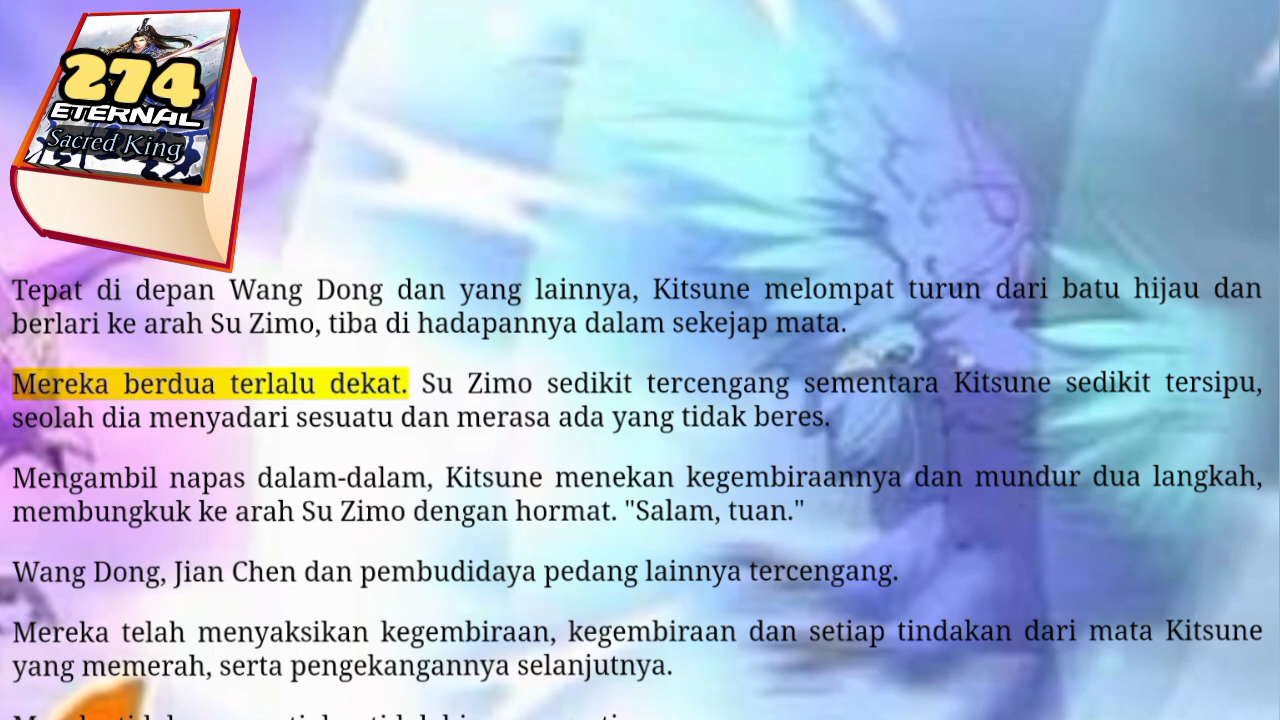 274
ETERNAL
Sacred King
Tepat di depan Wang Dong dan yang lainnya, Kitsune melompat turun dari batu hijau dan
berlari ke arah Su Zimo, tiba di hadapannya dalam sekejap mata.
Mereka berdua terlalu dekat. Su Zimo sedikit tercengang sementara Kitsune sedikit tersipu,
seolah dia menyadari sesuatu dan merasa ada yang tidak beres.
Mengambil napas dalam-dalam, Kitsune menekan kegembiraannya dan mundur dua langkah,
membungkuk ke arah Su Zimo dengan hormat. "Salam, tuan."
Wang Dong, Jian Chen dan pembudidaya pedang lainnya tercengang.
Mereka telah menyaksikan kegembiraan, kegembiraan dan setiap tindakan dari mata Kitsune
yang memerah, serta pengekangannya selanjutnya.